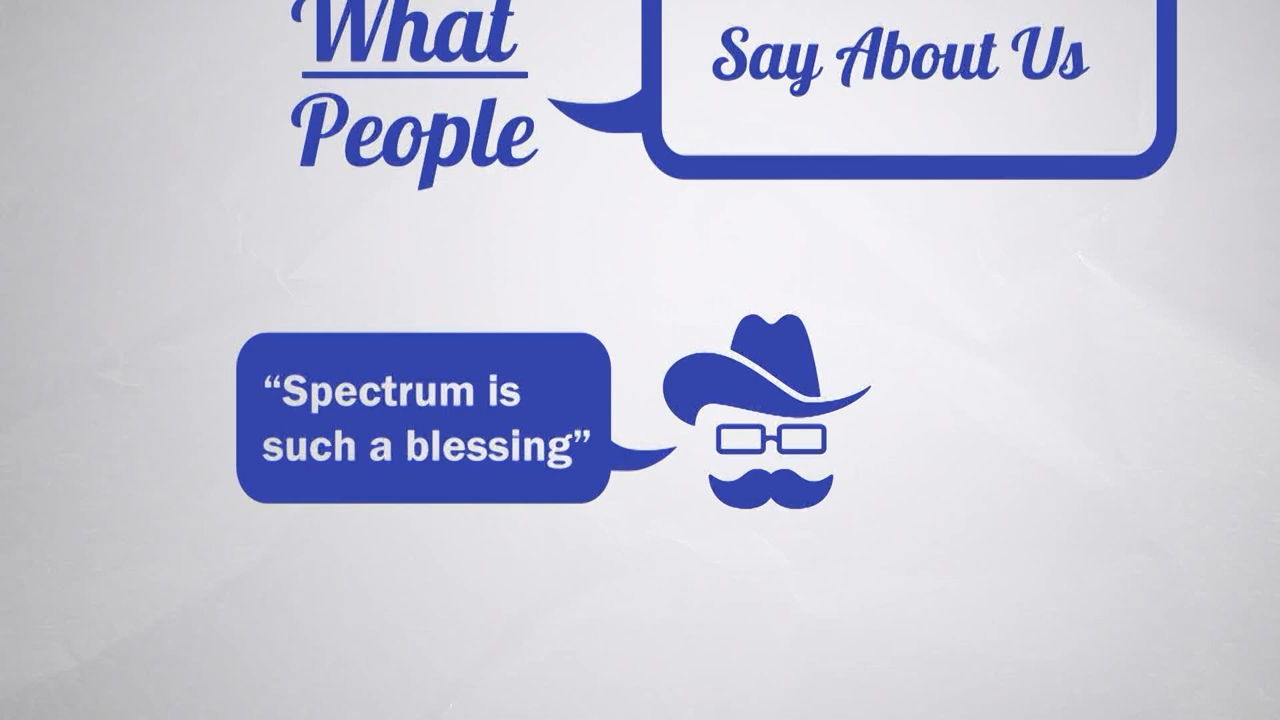 What
People
Say About Us
“Spectrum is
such a blessing”